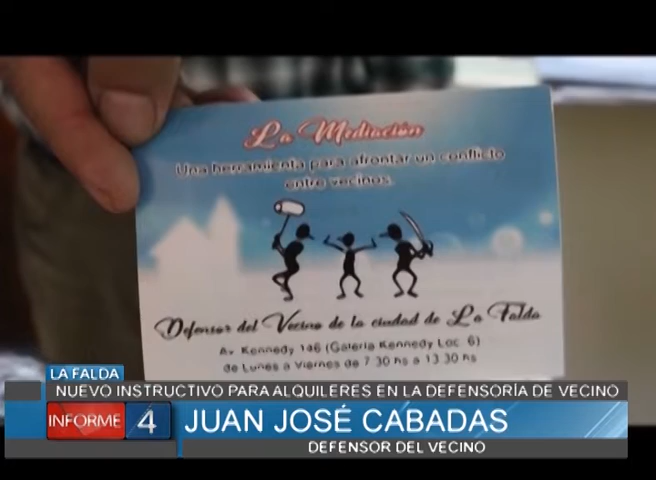 La Mediación
Una herramienta para afrontar un conflicto
entre vecinos.
Defensor del Vecino de la ciudad de La Falda
Av. Kennedy 146 (Galería Kennedy Loc. 6)
de Lunes a Viernes de 7:30 hs a 13:30 hs
LA FALDA
NUEVO INSTRUCTIVO PARA ALQUILERES EN LA DEFENSORÍA DE VECINO
INFORME 4
JUAN JOSÉ CABADAS
DEFENSOR DEL VECINO